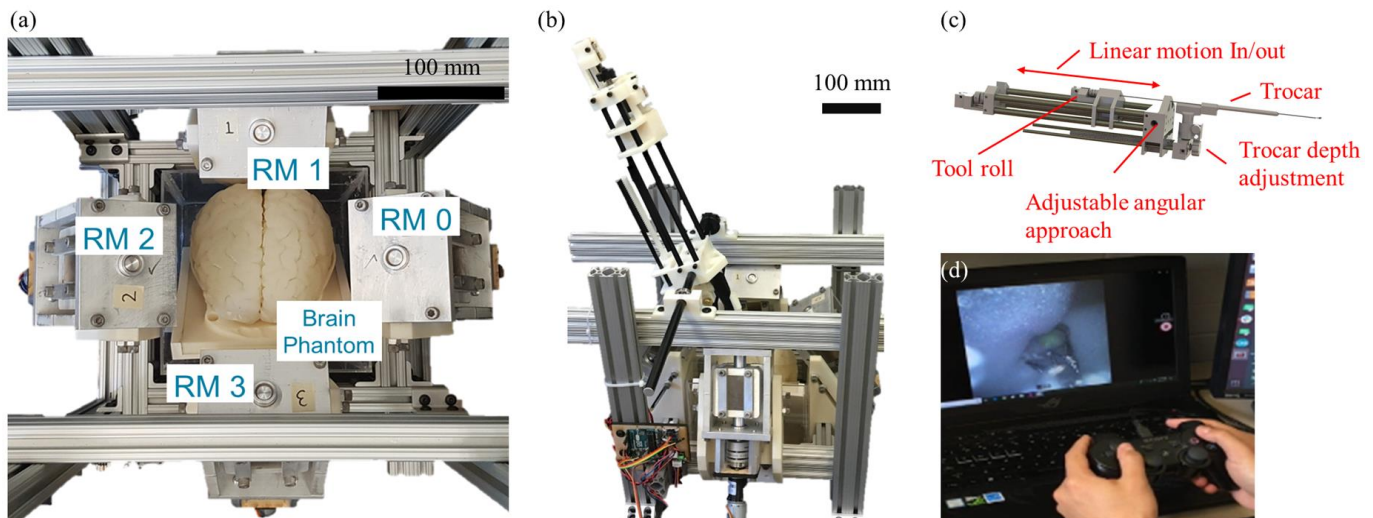 (a)
100 mm
1
RM 1
RM 2
RM 0
2
Brain
Phantom
RM 3
3
(b)
100 mm
1
(c)
Linear motion In/out
Trocar
Tool roll
Trocar depth
adjustment
Adjustable angular
approach
(d)